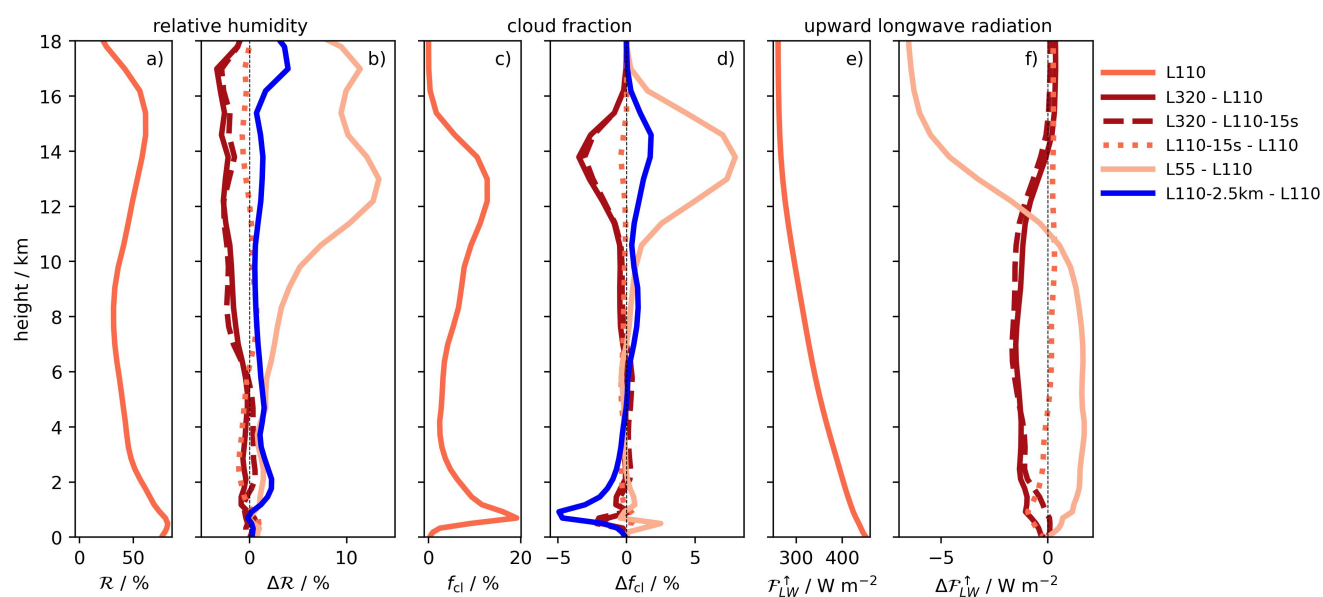 relative humidity
cloud fraction
upward longwave radiation
a)
b)
c)
d)
e)
f)
height / km
18
16
14
12
10
8
6
4
2
0
0 50
0 10
0 20
−5 0 5
300 400
−5 0
ℛ / %
Δℛ / %
f_cl / %
Δf_cl / %
ℱ↑_LW / W m⁻²
Δℱ↑_LW / W m⁻²
L110
L320 - L110
L320 - L110-15s
L110-15s - L110
L55 - L110
L110-2.5km - L110